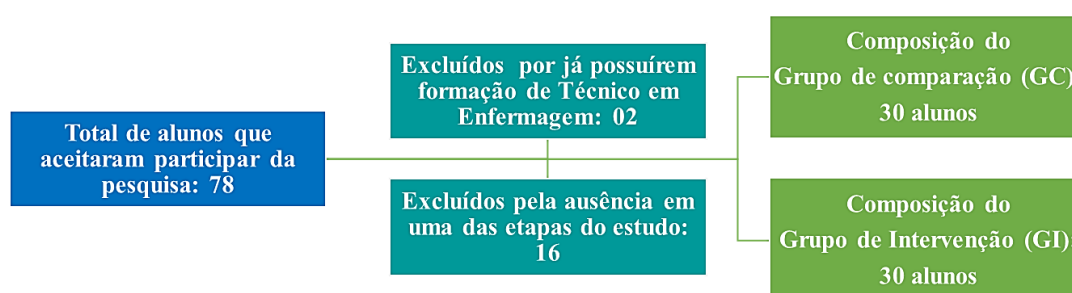 Total de alunos que
aceitaram participar da
pesquisa: 78
Excluídos por já possuírem
formação de Técnico em
Enfermagem: 02
Excluídos pela ausência em
uma das etapas do estudo:
16
Composição do
Grupo de comparação (GC)
30 alunos
Composição do
Grupo de Intervenção (GI):
30 alunos